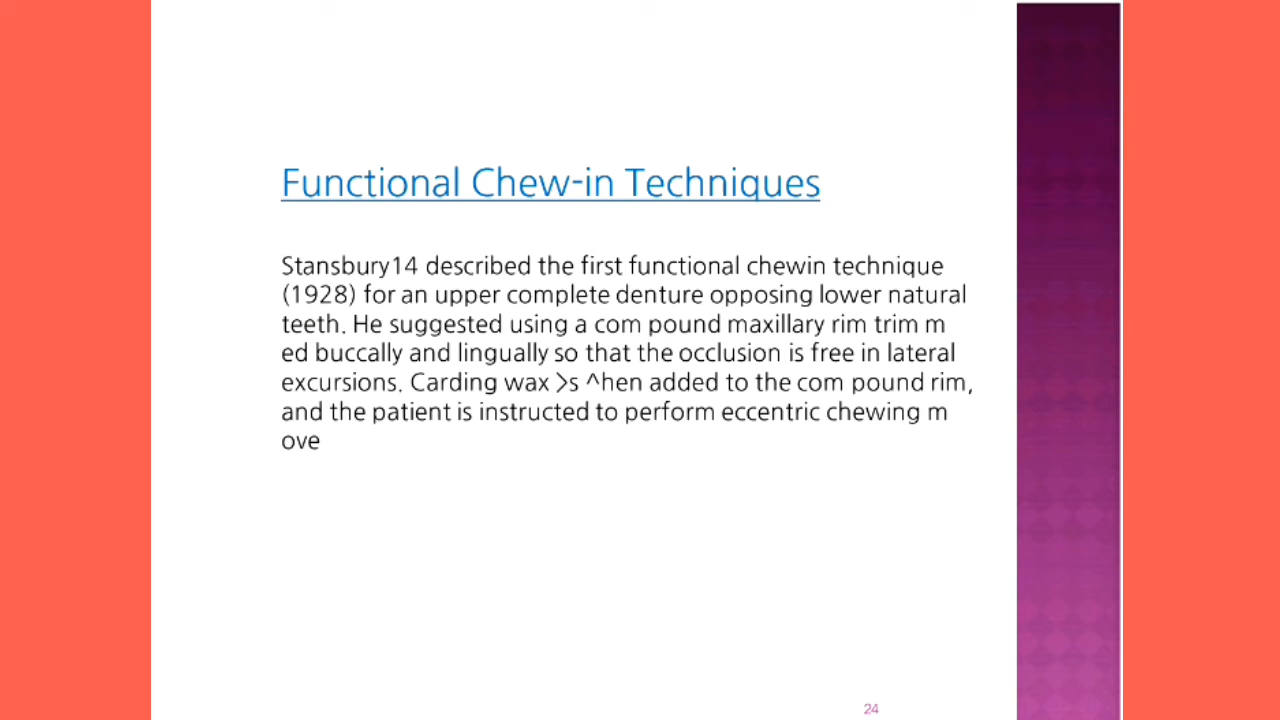 Functional Chew-in Techniques
Stansbury14 described the first functional chewin technique
(1928) for an upper complete denture opposing lower natural
teeth. He suggested using a com pound maxillary rim trim m
ed buccally and lingually so that the occlusion is free in lateral
excursions. Carding wax >s ^hen added to the com pound rim,
and the patient is instructed to perform eccentric chewing m
ove
24